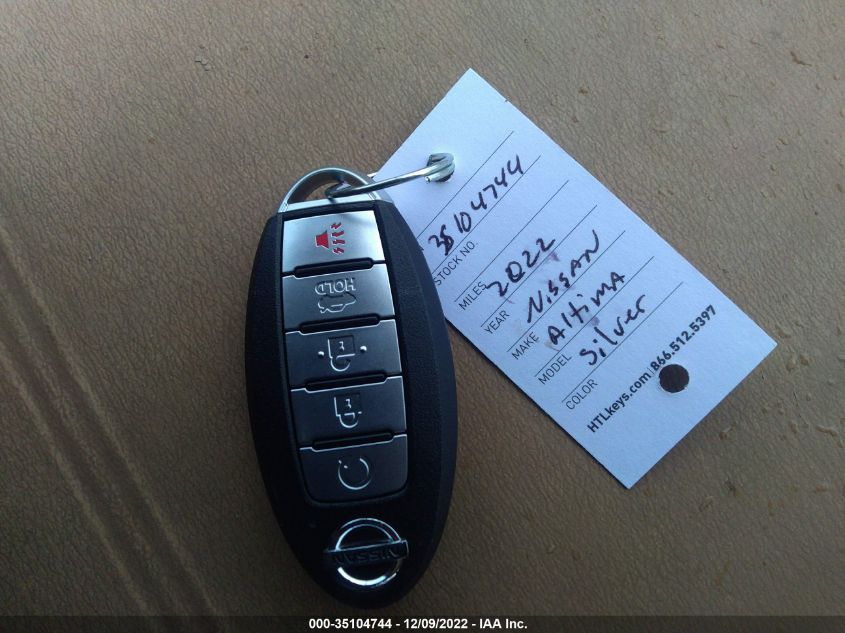 35104744
STOCK NO.
MILES
2022
YEAR
NISSAN
MAKE
Altima
MODEL
Silver
COLOR
HTLkeys.com 866.512.5397
HOLD
NISSAN
000-35104744 - 12/09/2022 - IAA Inc.